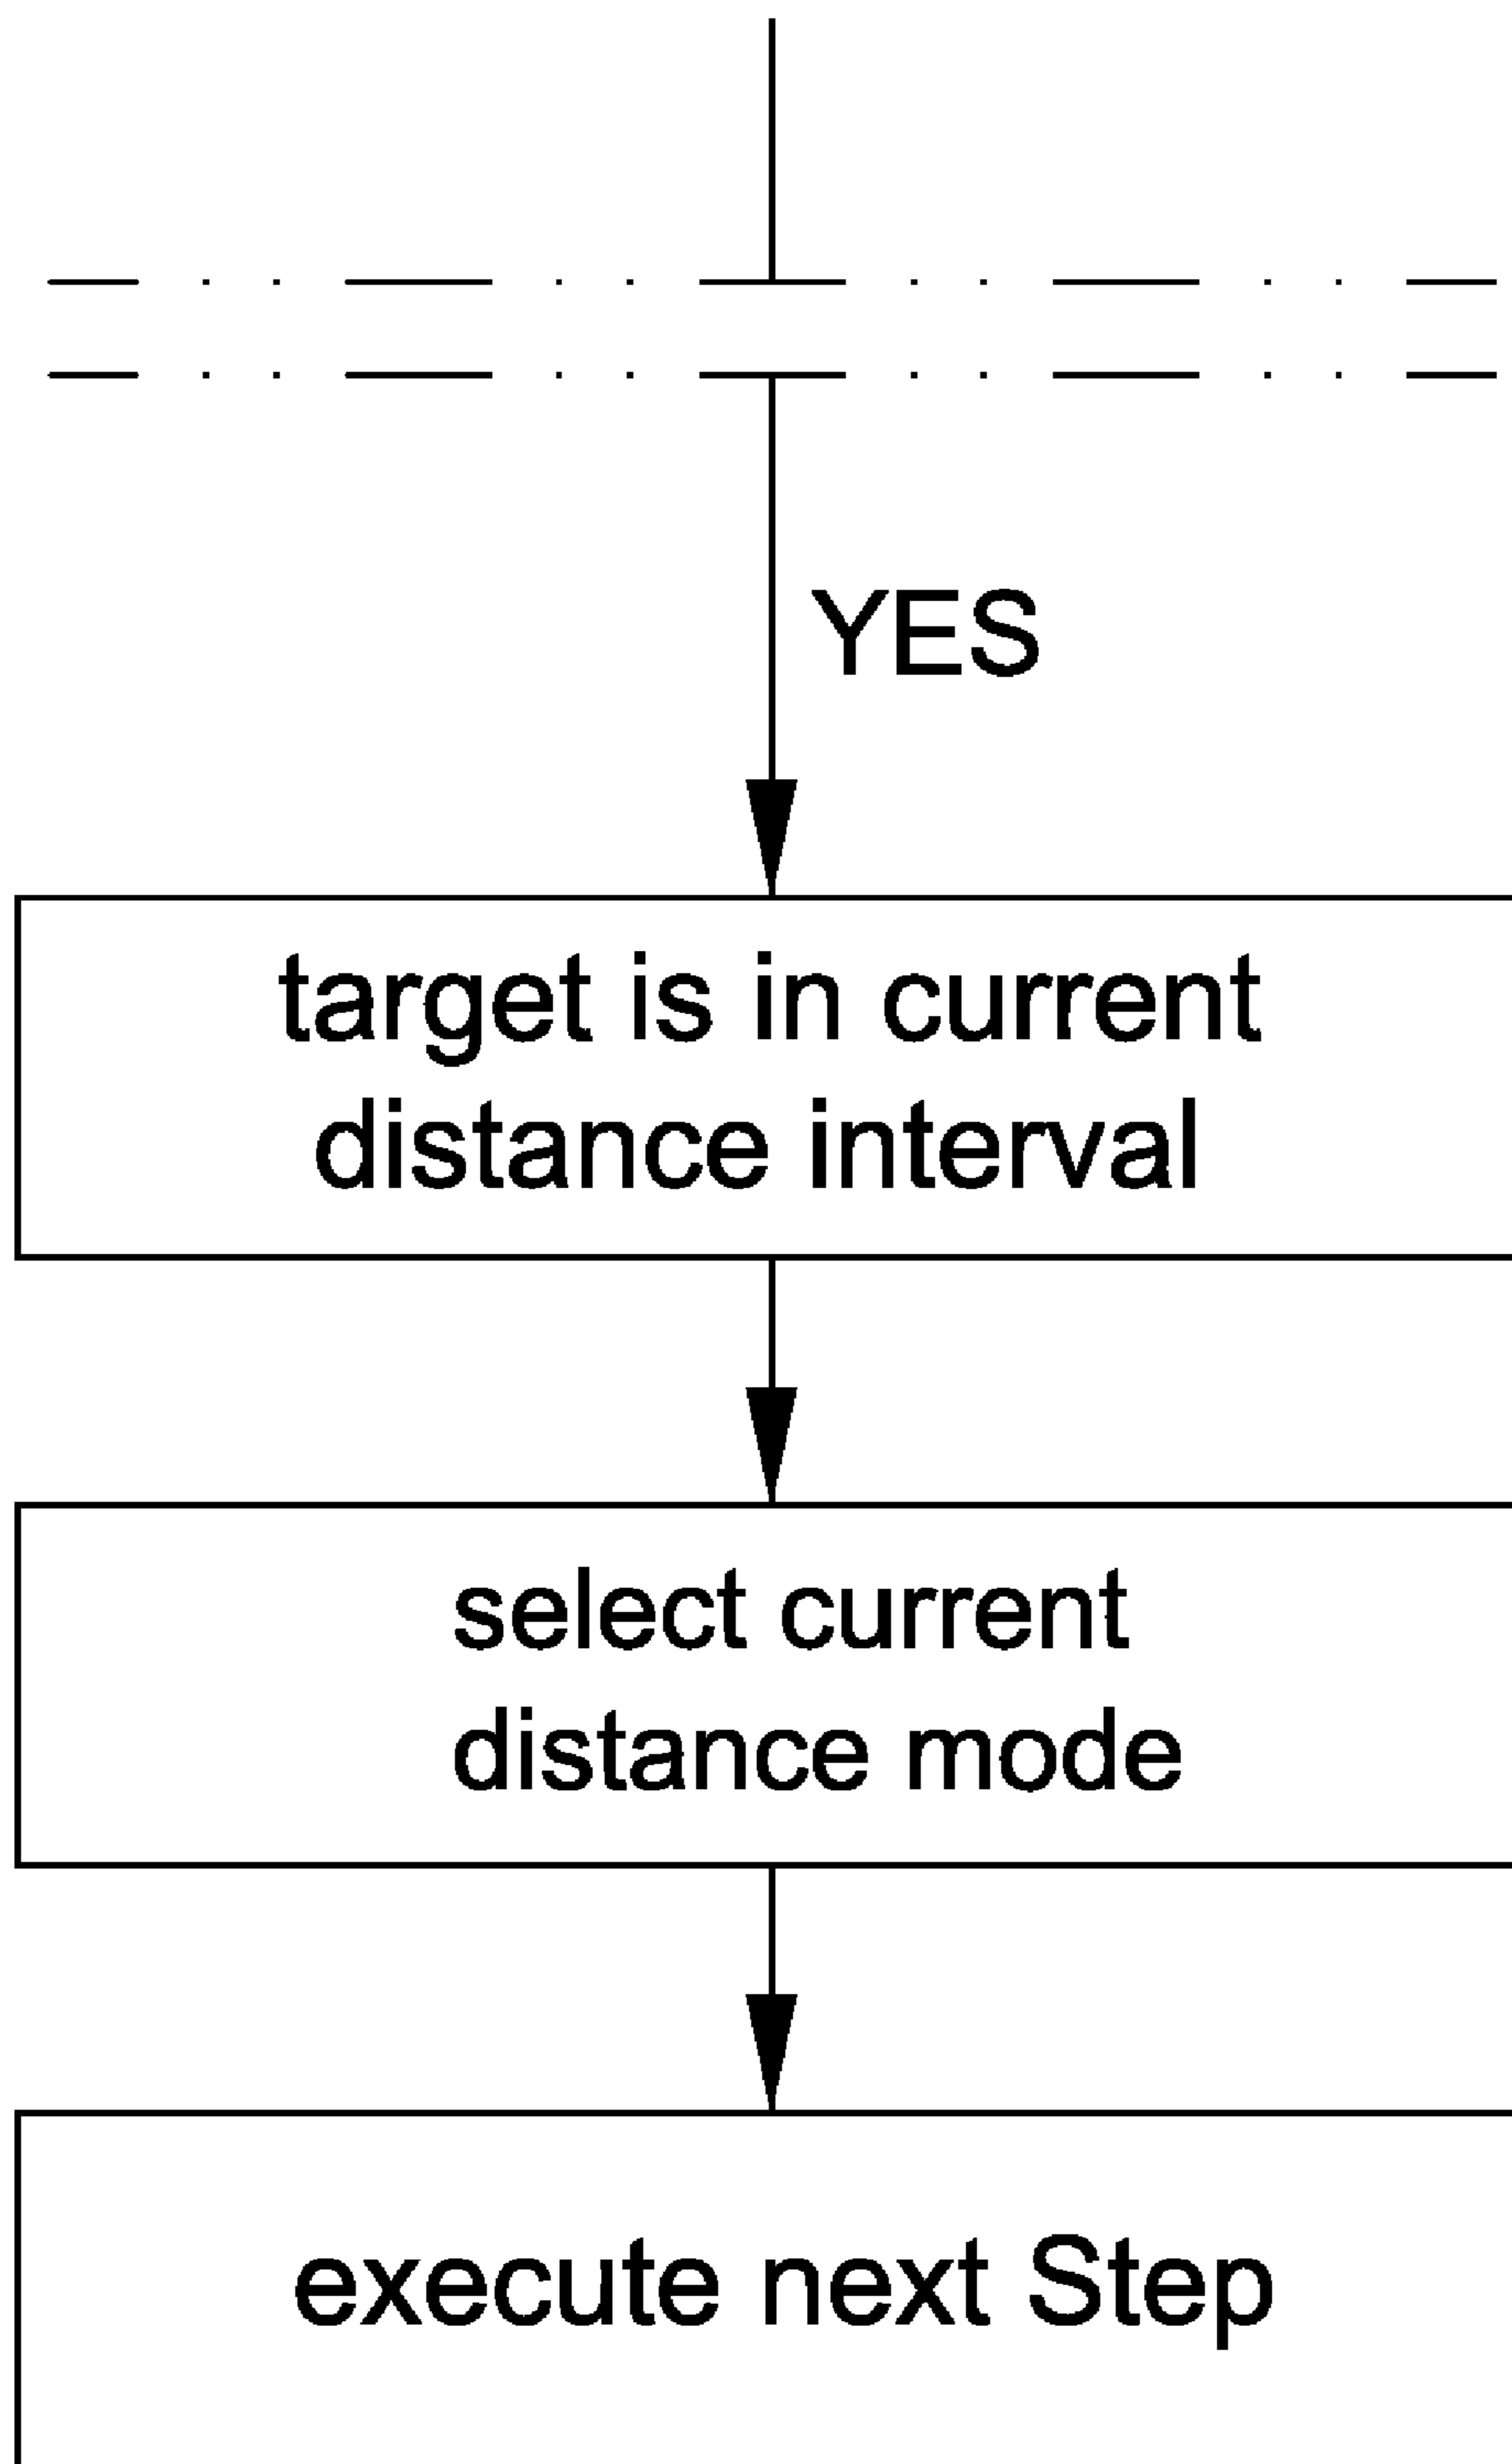 YES
target is in current
distance interval
select current
distance mode
execute next Step